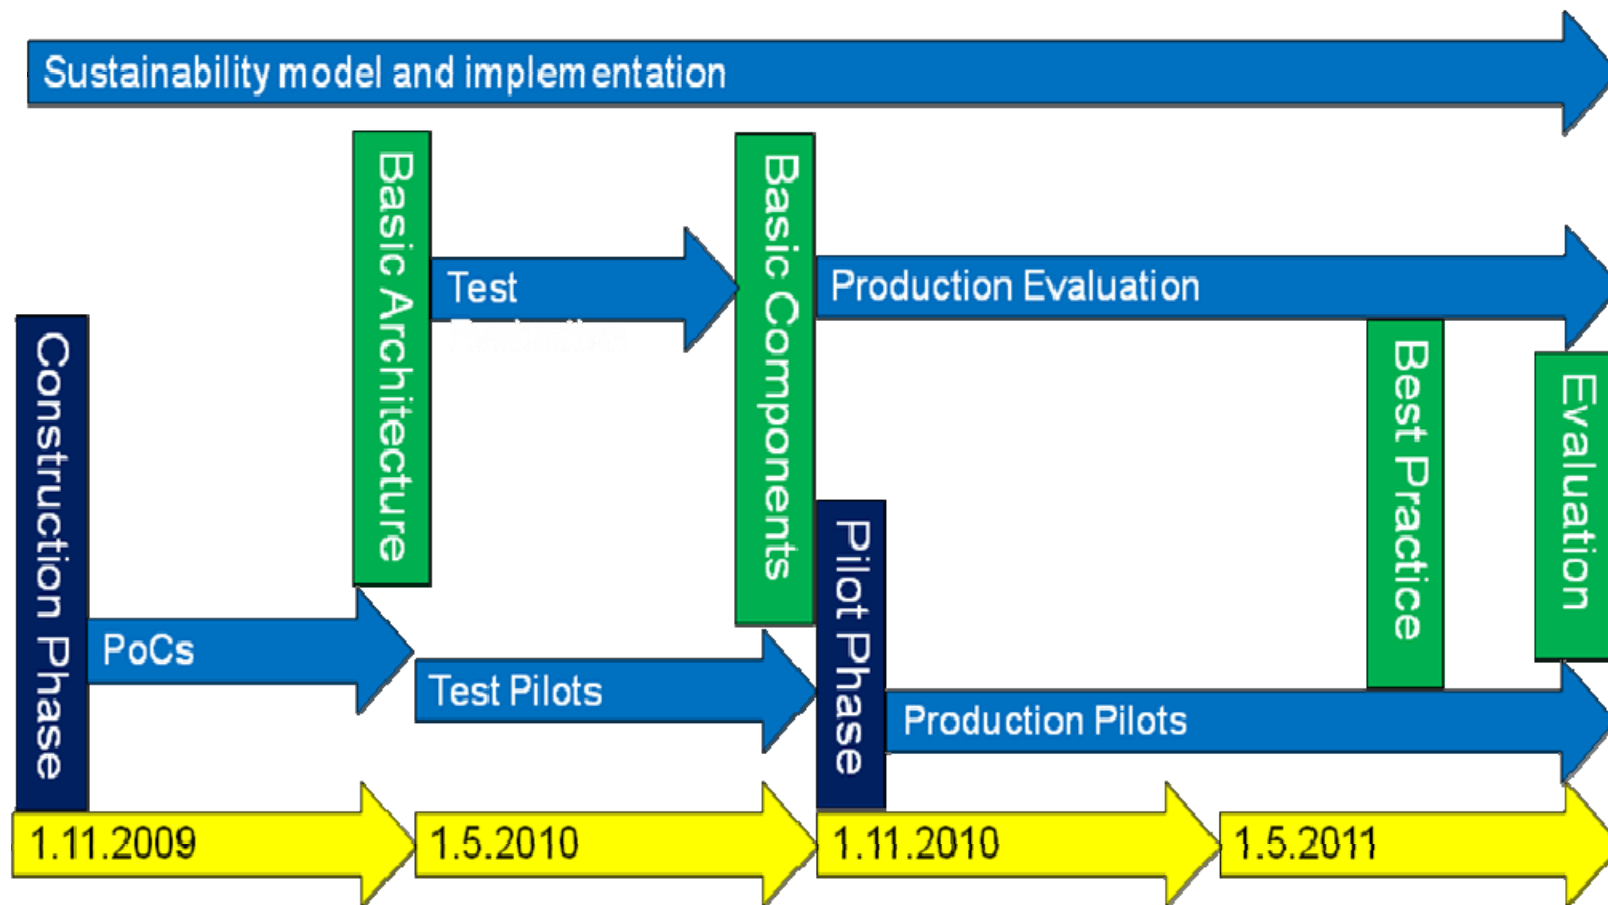 Sustainability model and implementation
Basic Architecture
Basic Components
Test
Production Evaluation
Construction Phase
Best Practice
Evaluation
Pilot Phase
PoCs
Test Pilots
Production Pilots
1.11.2009
1.5.2010
1.11.2010
1.5.2011